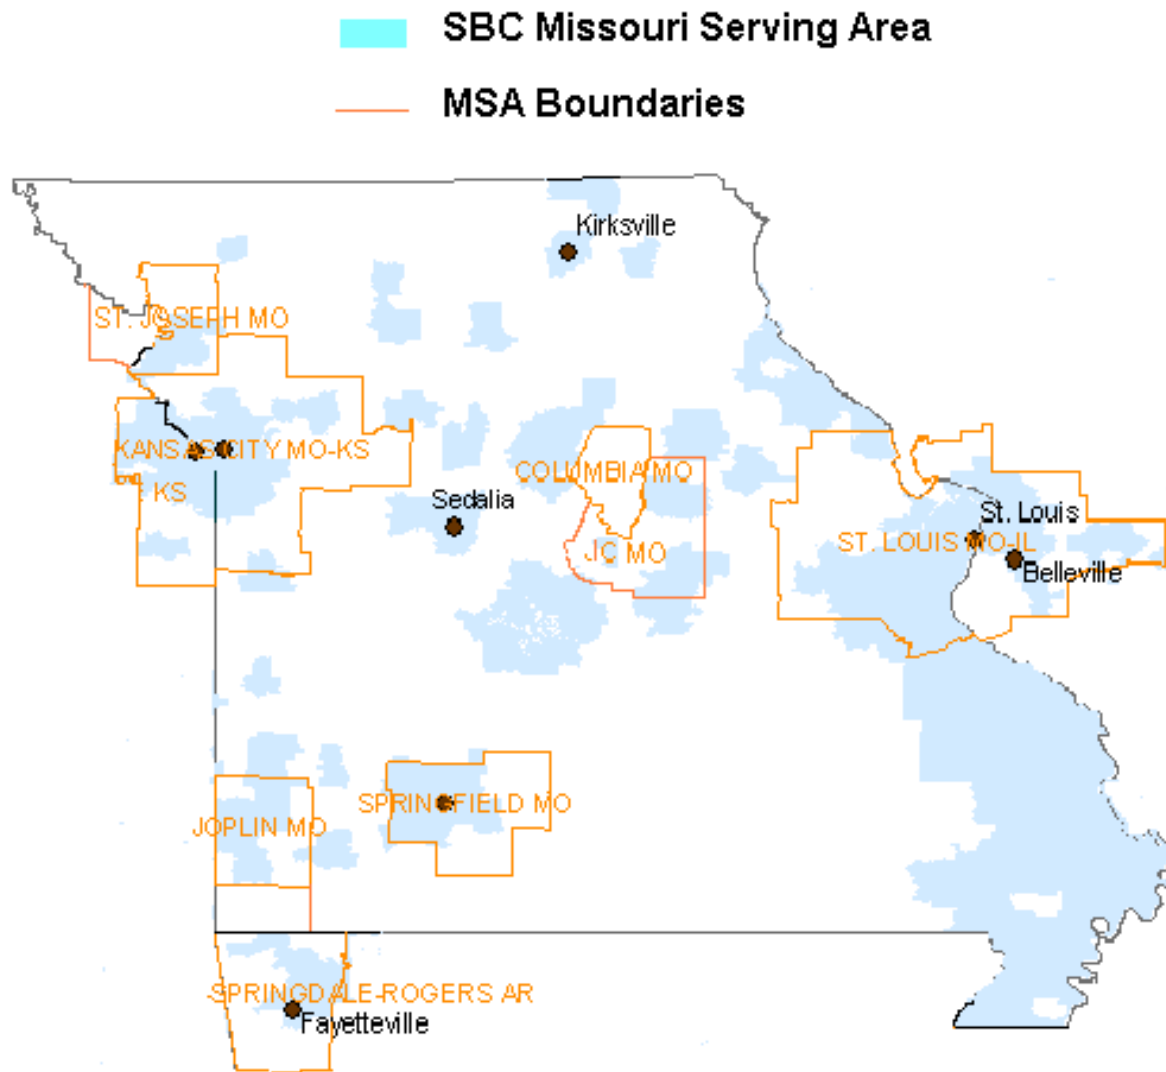 SBC Missouri Serving Area
MSA Boundaries
Kirksville
ST. JOSEPH MO
KANSAS CITY MO-KS
COLUMBIA MO
KS
Sedalia
St. Louis
JC MO
ST. LOUIS MO-IL
Belleville
SPRINGFIELD MO
JOPLIN MO
-SPRINGDALE-ROGERS AR
Fayetteville